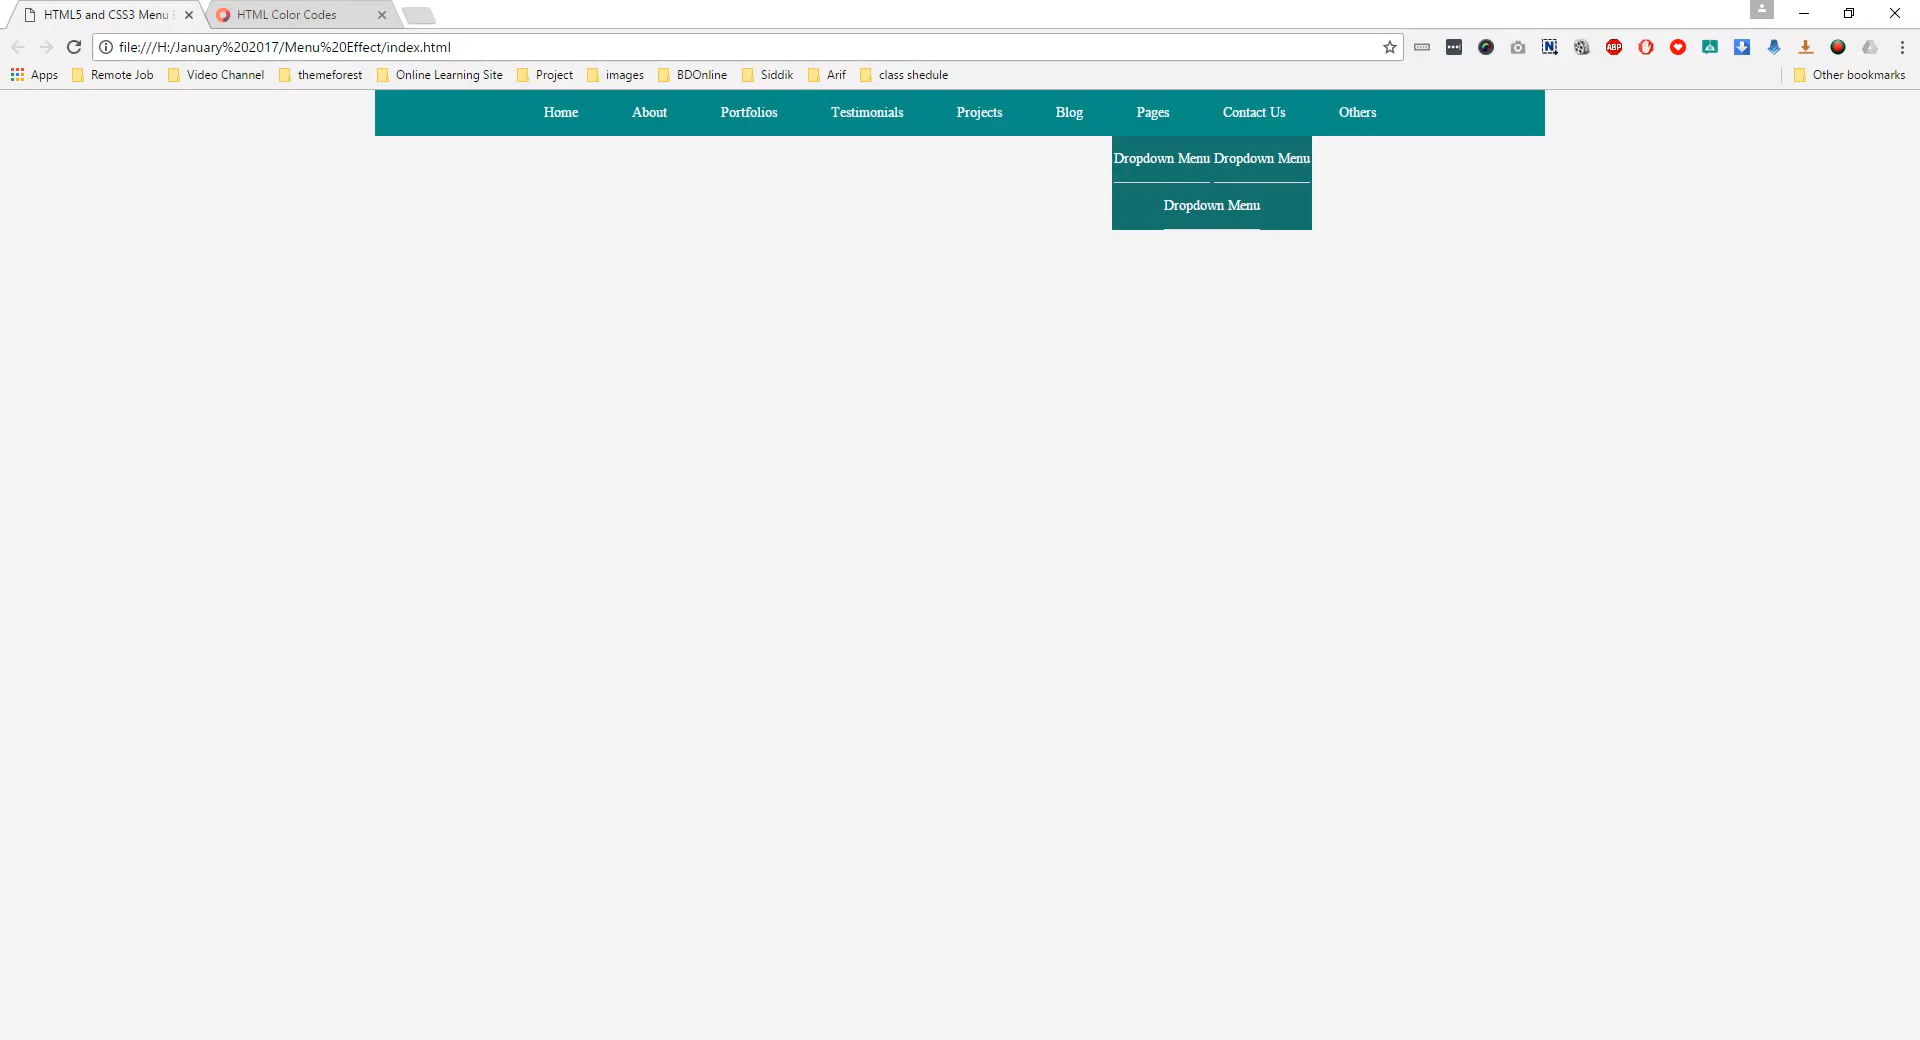 HTML5 and CSS3 Menu
HTML Color Codes
file:///H:/January%202017/Menu%20Effect/index.html
Apps Remote Job Video Channel themeforest Online Learning Site Project images BDOnline Siddik Arif class shedule Other bookmarks
Home About Portfolios Testimonials Projects Blog Pages Contact Us Others
Dropdown Menu Dropdown Menu
Dropdown Menu